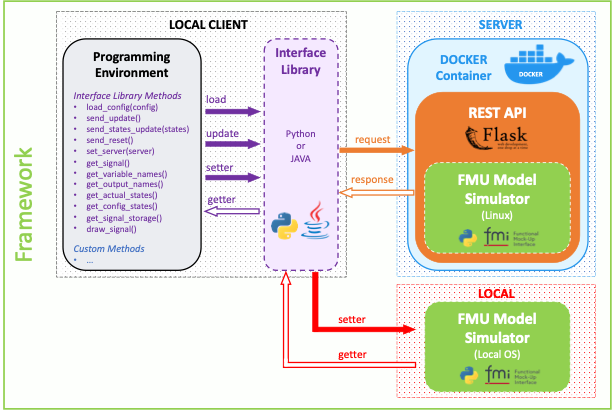 Framework
LOCAL CLIENT
Programming
Environment
Interface Library Methods
• load_config(config)
• send_update()
• send_states_update(states)
• send_reset()
• set_server(server)
• get_signal()
• get_variable_names()
• get_output_names()
• get_actual_states()
• get_config_states()
• get_signal_storage()
• draw_signal()
Custom Methods
• ...
load
update
setter
getter
Interface
Library
Python
or
JAVA
Java
request
response
SERVER
DOCKER
Container
DOCKER
REST API
Flask
web development,
one drop at a time
FMU Model
Simulator
(Linux)
fmi
Functional
Mock-Up
Interface
setter
getter
LOCAL
FMU Model
Simulator
(Local OS)
fmi
Functional
Mock-Up
Interface